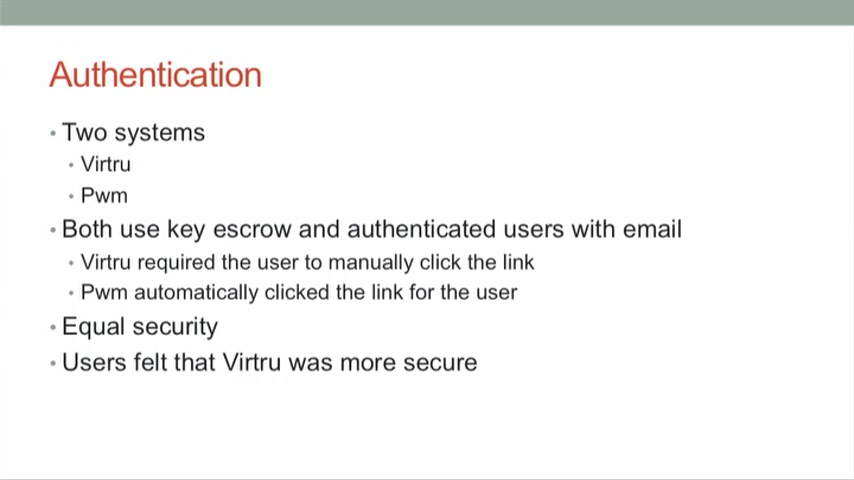 Authentication
• Two systems
• Virtru
• Pwm
• Both use key escrow and authenticated users with email
• Virtru required the user to manually click the link
• Pwm automatically clicked the link for the user
• Equal security
• Users felt that Virtru was more secure